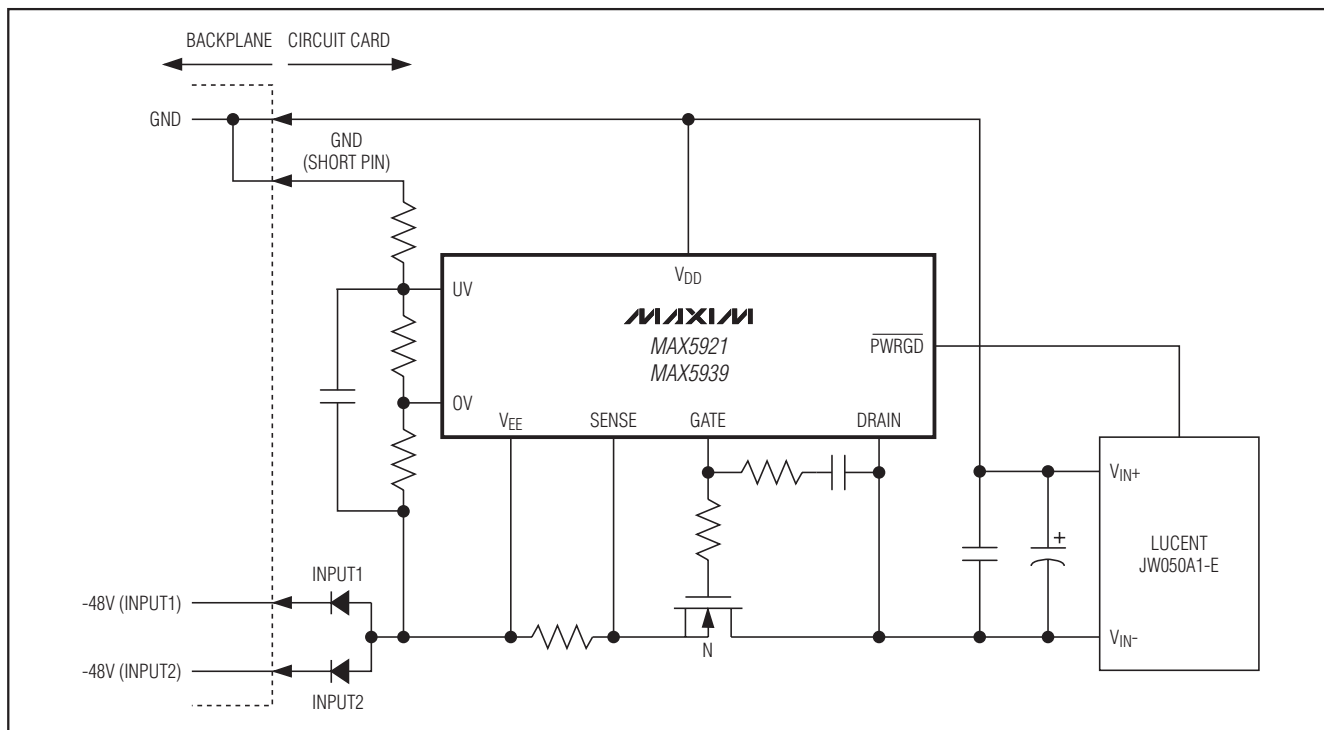 BACKPLANE CIRCUIT CARD
GND
GND
(SHORT PIN)
VDD
UV
MAXIM
MAX5921
MAX5939
PWRGD
OV
VEE SENSE GATE DRAIN
VIN+
+
LUCENT
JW050A1-E
INPUT1
-48V (INPUT1)
N
VIN-
-48V (INPUT2)
INPUT2